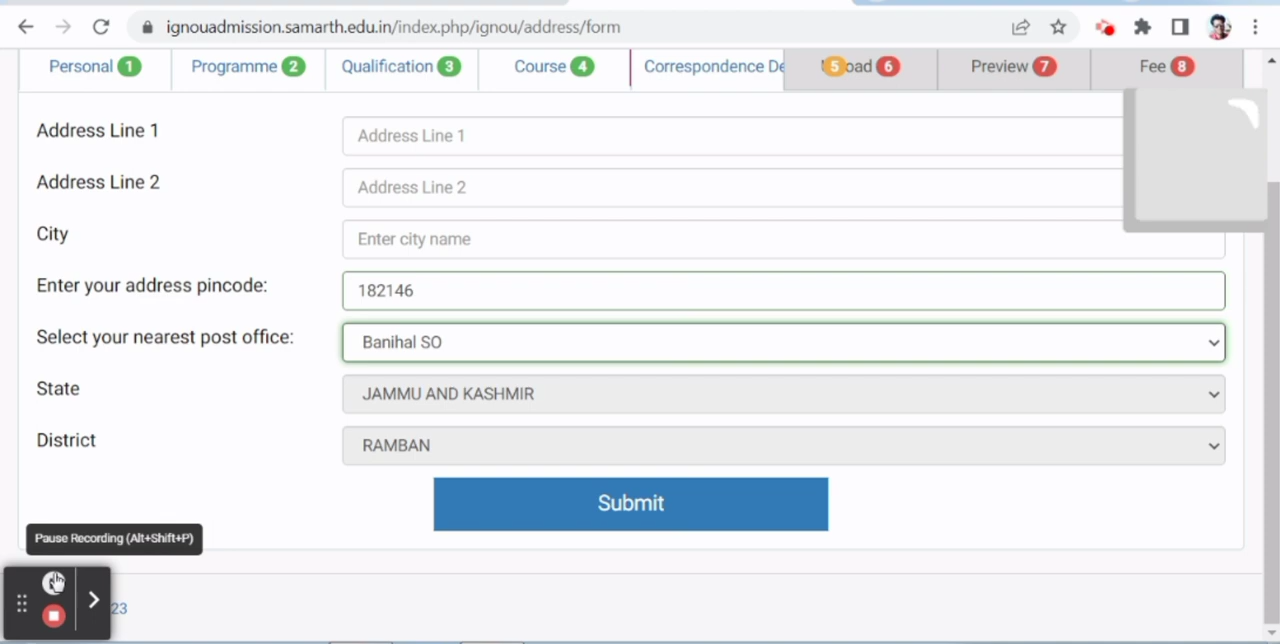 ignouadmission.samarth.edu.in/index.php/ignou/address/form
Personal 1 Programme 2 Qualification 3 Course 4 Correspondence De 5 oad 6 Preview 7 Fee 8
Address Line 1 Address Line 1
Address Line 2 Address Line 2
City Enter city name
Enter your address pincode: 182146
Select your nearest post office: Banihal SO
State JAMMU AND KASHMIR
District RAMBAN
Submit
Pause Recording (Alt+Shift+P)
23